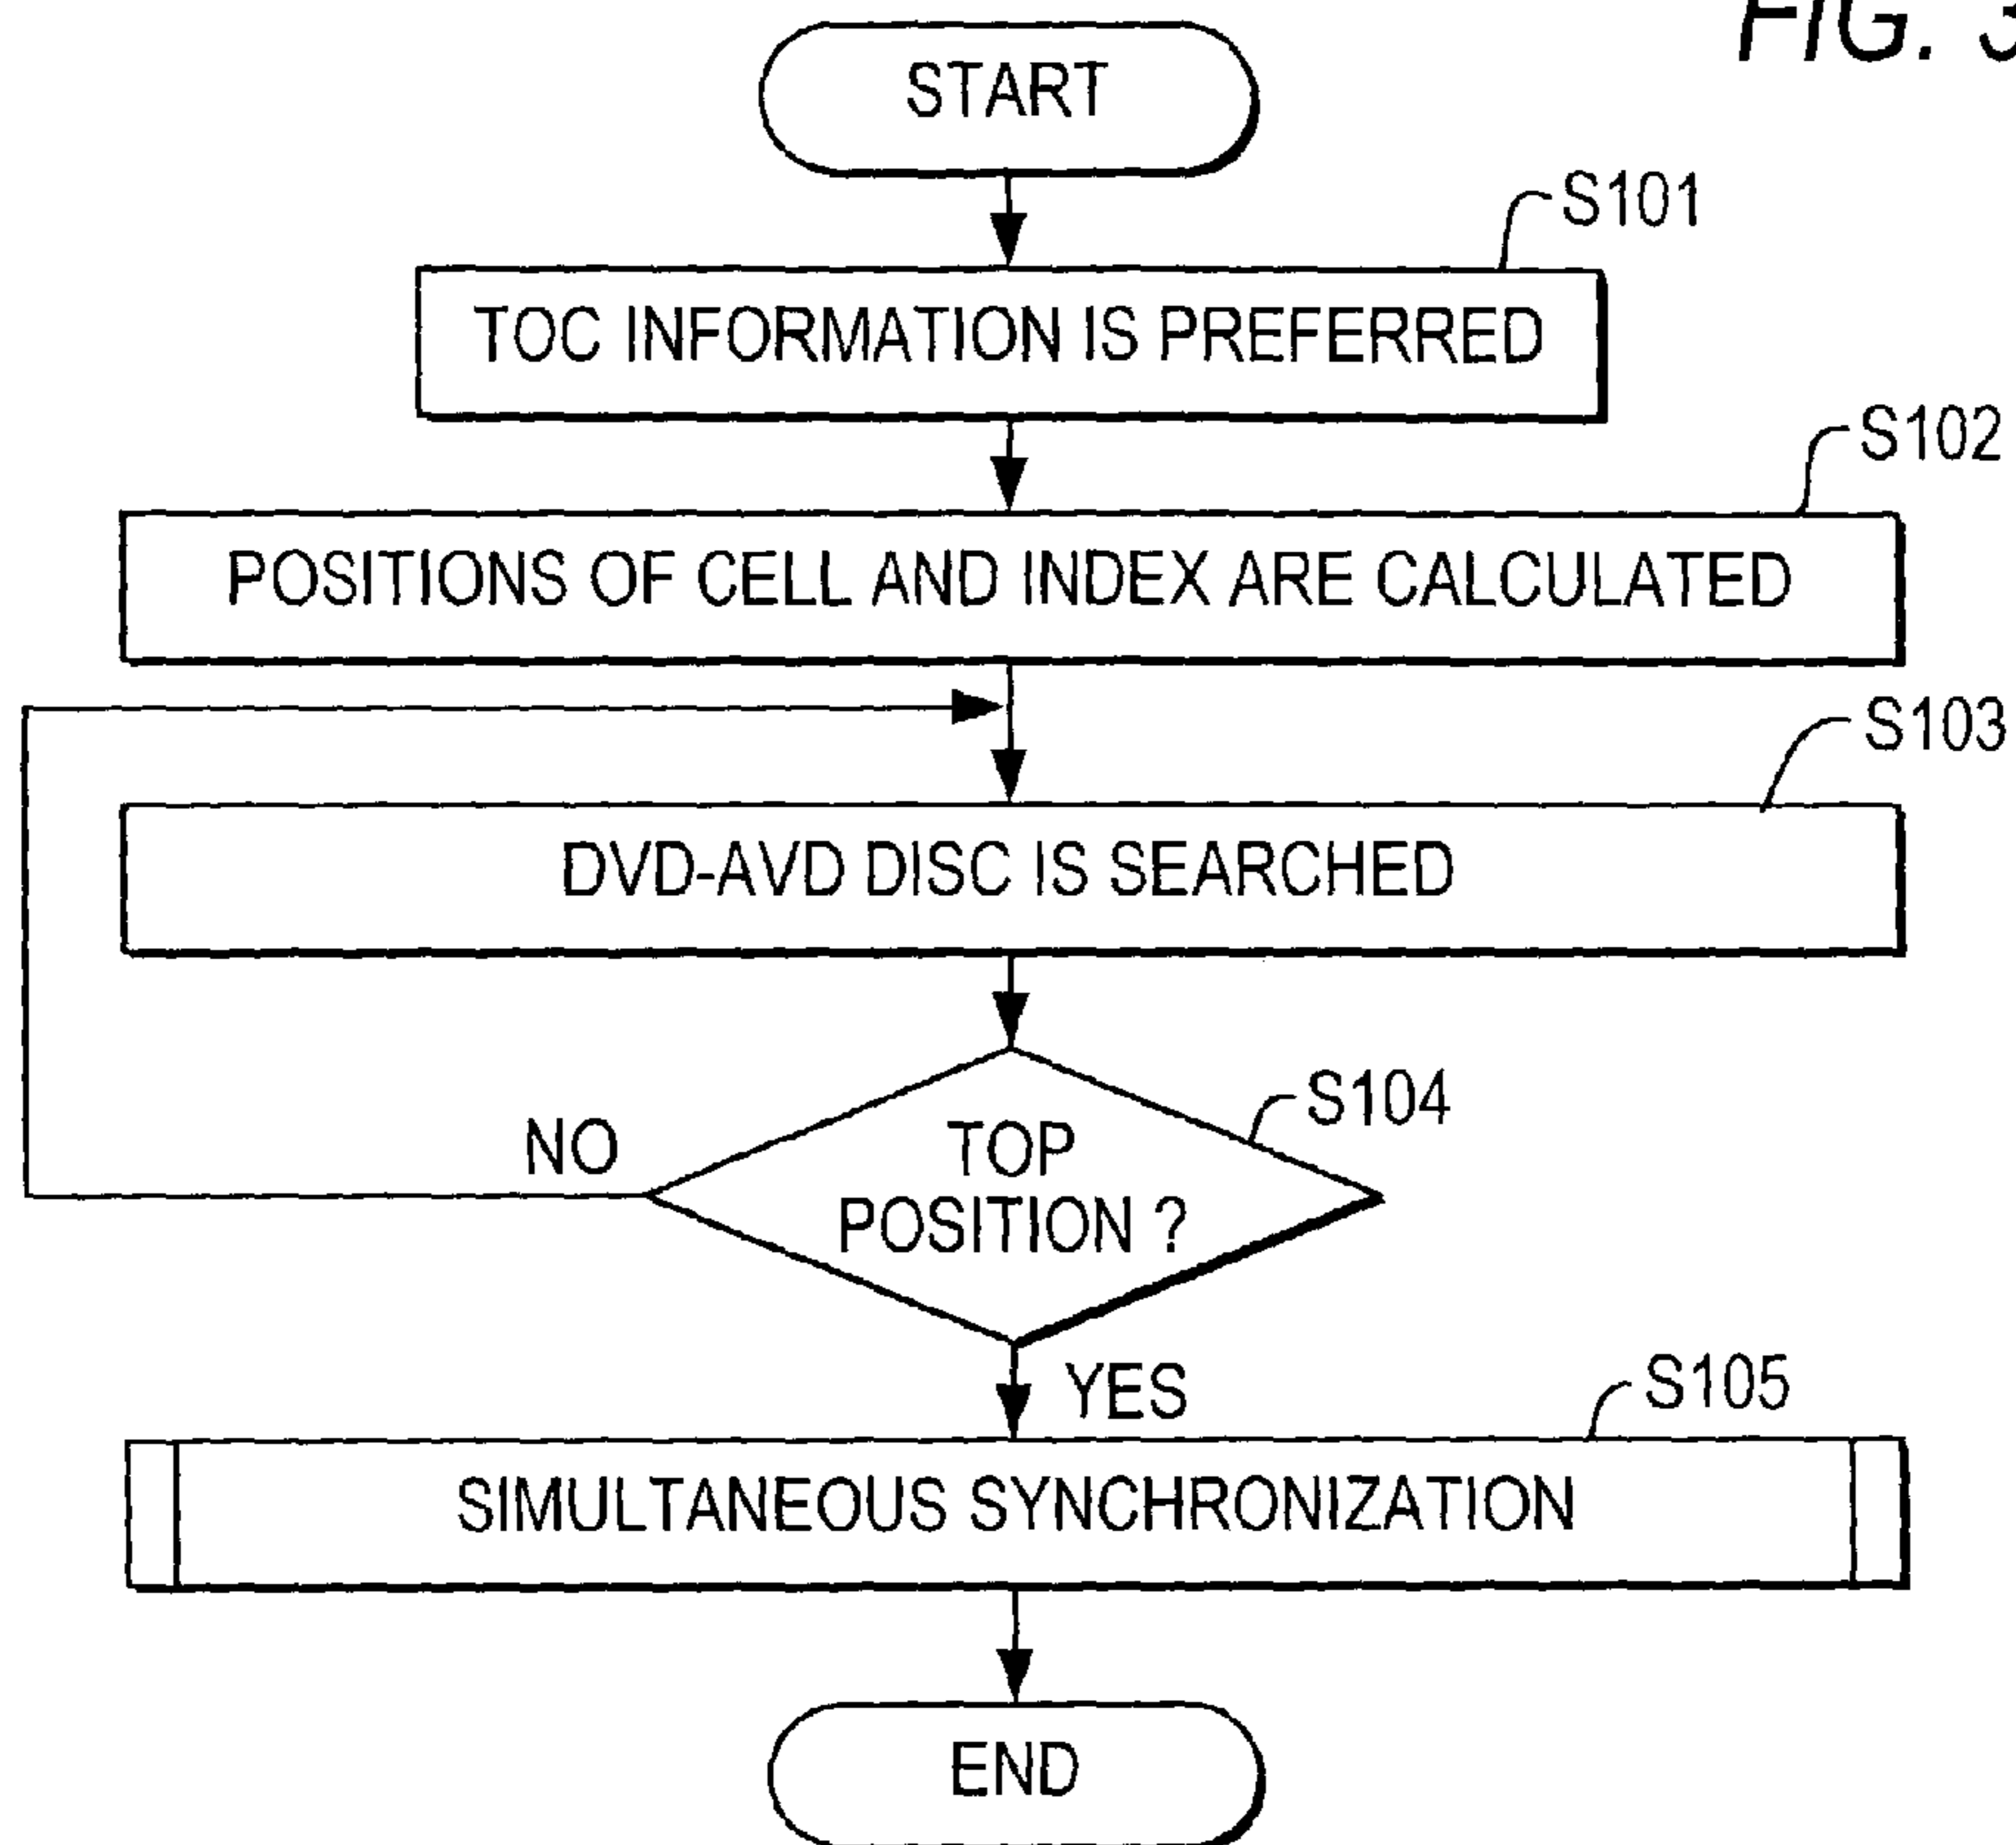 FIG. 3
START
S101
TOC INFORMATION IS PREFERRED
S102
POSITIONS OF CELL AND INDEX ARE CALCULATED
S103
DVD-AVD DISC IS SEARCHED
S104
NO
TOP
POSITION ?
YES
S105
SIMULTANEOUS SYNCHRONIZATION
END